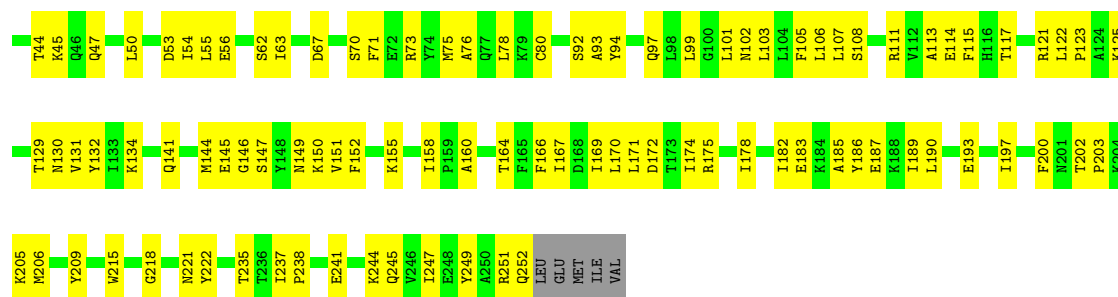 T44 K45 Q46 Q47 L50 D53 I54 L55 E56 S62 I63 D67 S70 F71 E72 R73 Y74 M75 A76 Q77 L78 K79 C80 S92 A93 Y94 Q97 L98 L99 G100 L101 N102 L103 L104 F105 L106 L107 S108 R111 V112 A113 E114 F115 H116 T117 R121 L122 P123 A124 K125
T129 N130 V131 Y132 I133 K134 Q141 M144 E145 G146 S147 Y148 N149 K150 V151 F152 K155 I158 P159 A160 T164 F165 F166 I167 D168 I169 L170 L171 D172 T173 I174 R175 I178 I182 E183 K184 A185 Y186 E187 K188 I189 L190 E193 I197 F200 N201 T202 P203 K204
K205 M206 Y209 W215 G218 N221 Y222 T235 T236 I237 P238 E241 K244 Q245 V246 I247 E248 Y249 A250 R251 Q252 LEU GLU MET ILE VAL